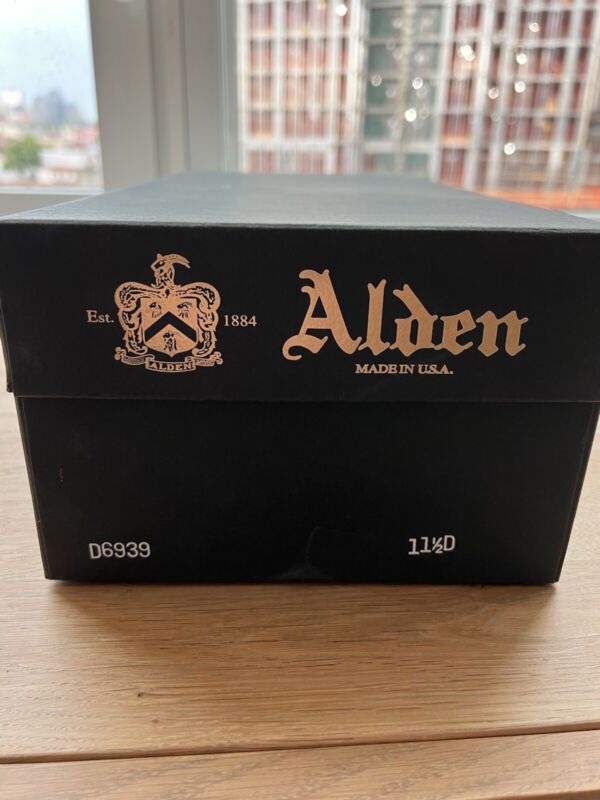 Est. 1884
ALDEN
Alden
MADE IN U.S.A.
D6939 11½D